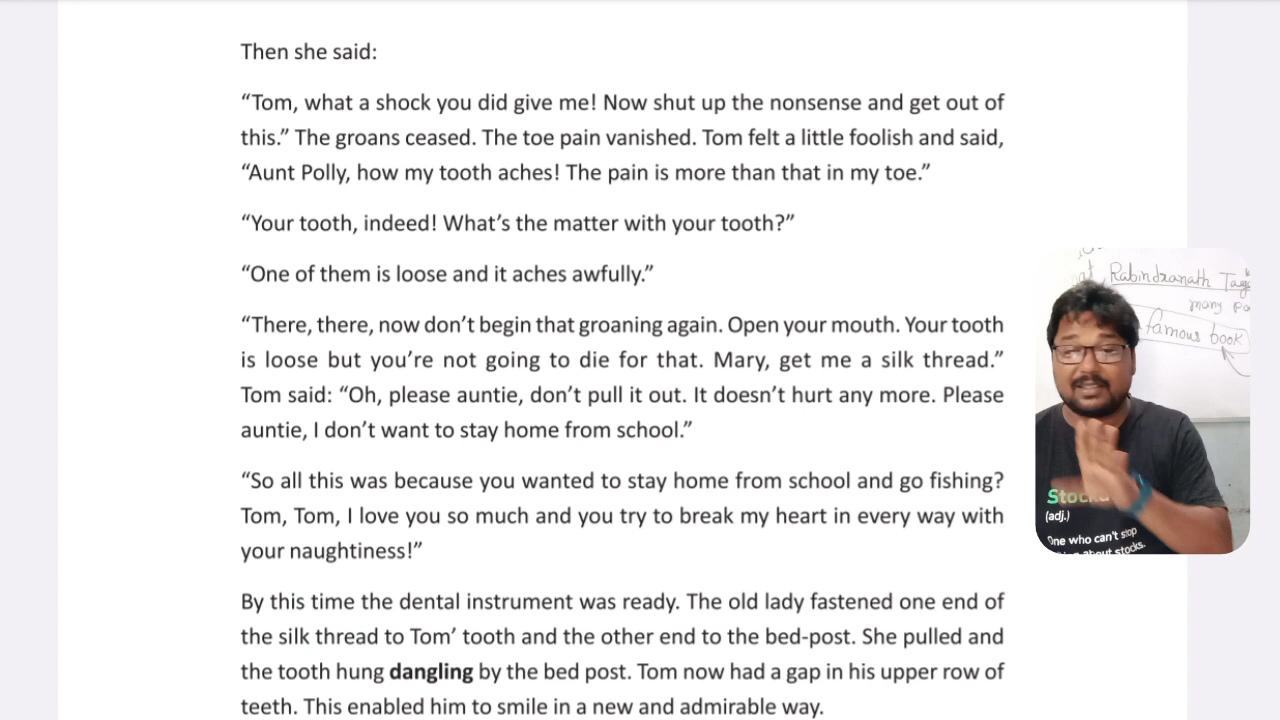 Then she said:
“Tom, what a shock you did give me! Now shut up the nonsense and get out of
this.” The groans ceased. The toe pain vanished. Tom felt a little foolish and said,
“Aunt Polly, how my tooth aches! The pain is more than that in my toe.”
“Your tooth, indeed! What’s the matter with your tooth?”
“One of them is loose and it aches awfully.”
“There, there, now don’t begin that groaning again. Open your mouth. Your tooth
is loose but you’re not going to die for that. Mary, get me a silk thread.”
Tom said: “Oh, please auntie, don’t pull it out. It doesn’t hurt any more. Please
auntie, I don’t want to stay home from school.”
“So all this was because you wanted to stay home from school and go fishing?
Tom, Tom, I love you so much and you try to break my heart in every way with
your naughtiness!”
By this time the dental instrument was ready. The old lady fastened one end of
the silk thread to Tom’ tooth and the other end to the bed-post. She pulled and
the tooth hung dangling by the bed post. Tom now had a gap in his upper row of
teeth. This enabled him to smile in a new and admirable way.
Rabindranath
many
famous book
(adj.)
One who can't stop
about stocks.